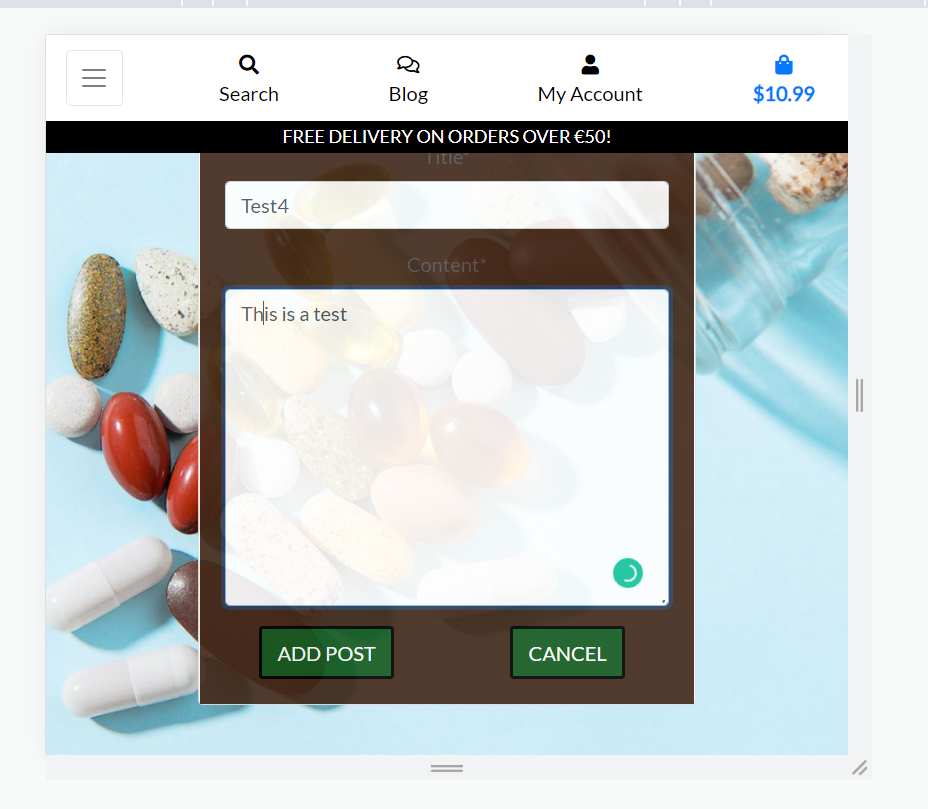 Search
Blog
My Account
$10.99
FREE DELIVERY ON ORDERS OVER €50!
Title*
Test4
Content*
This is a test
ADD POST
CANCEL